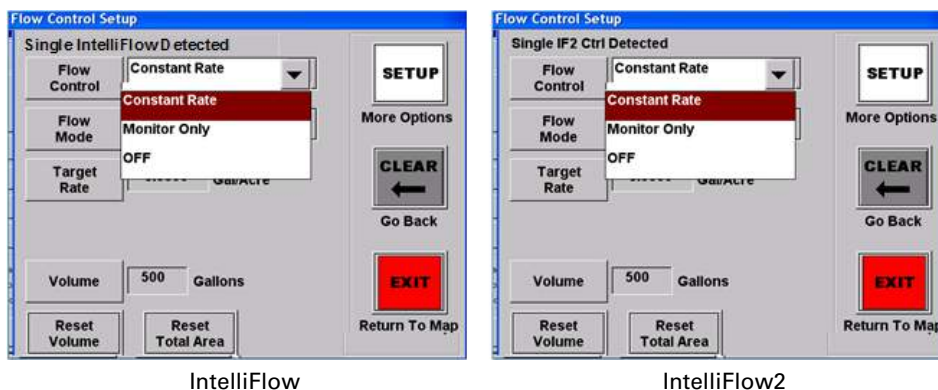 Flow Control Setup
Single IntelliFlow Detected
Flow Control
Constant Rate
Constant Rate
Monitor Only
OFF
Flow Mode
Target Rate
Gal/Acre
Volume
500 Gallons
Reset Volume
Reset Total Area
SETUP
More Options
CLEAR
Go Back
EXIT
Return To Map
IntelliFlow
Flow Control Setup
Single IF2 Ctrl Detected
Flow Control
Constant Rate
Constant Rate
Monitor Only
OFF
Flow Mode
Target Rate
Gal/Acre
Volume
500 Gallons
Reset Volume
Reset Total Area
SETUP
More Options
CLEAR
Go Back
EXIT
Return To Map
IntelliFlow2